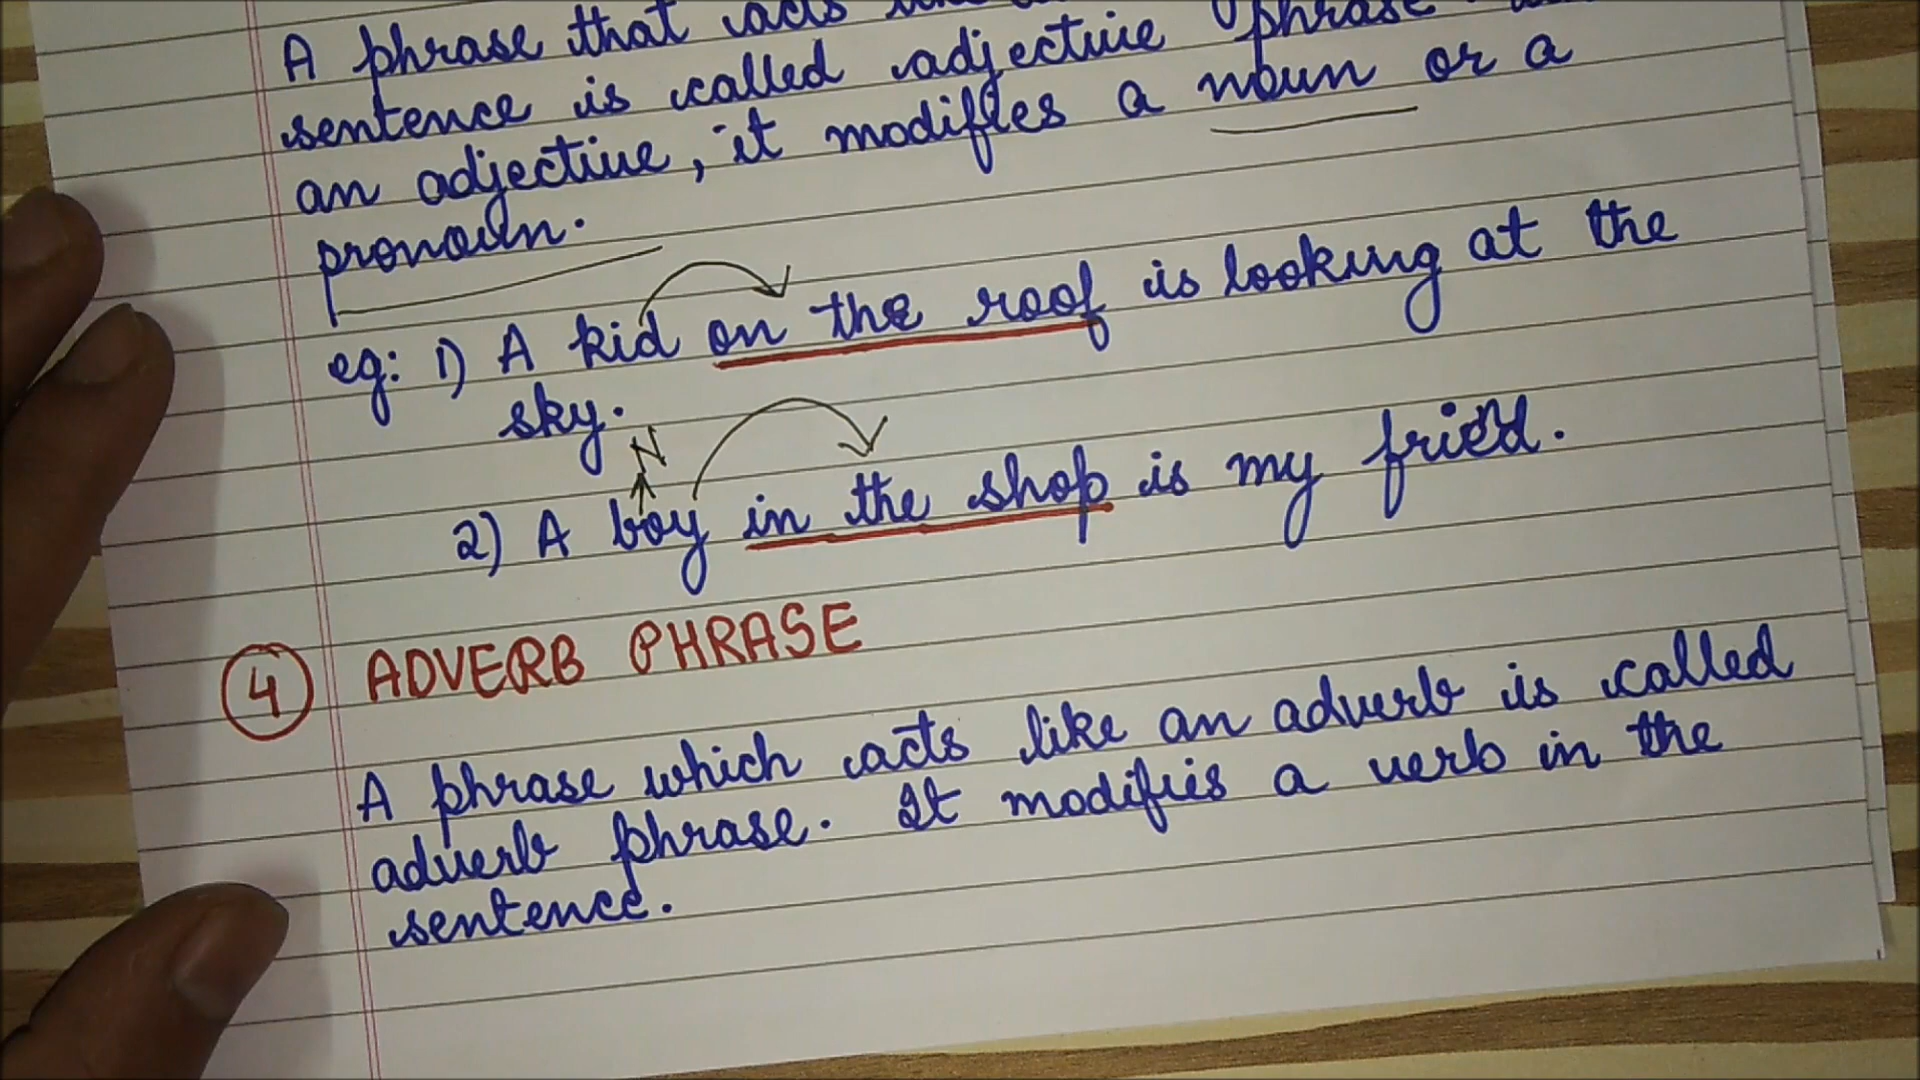 A phrase that acts
sentence is called adjective phrase.
an adjective, it modifies a noun or a
pronoun.
eg: 1) A kid on the roof is looking at the
sky.
N
2) A boy in the shop is my friend.
4 ADVERB PHRASE
A phrase which acts like an adverb is called
adverb phrase. It modifies a verb in the
sentence.